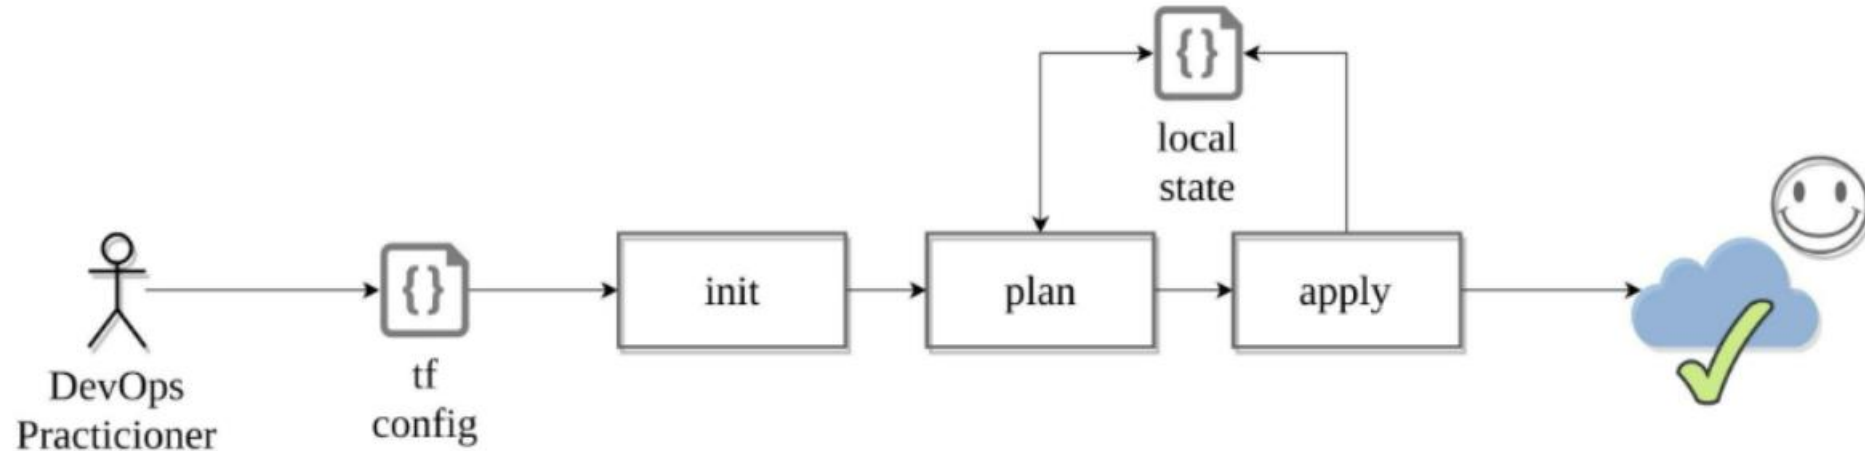 {}
local
state
DevOps
Practicioner
{}
tf
config
init
plan
apply